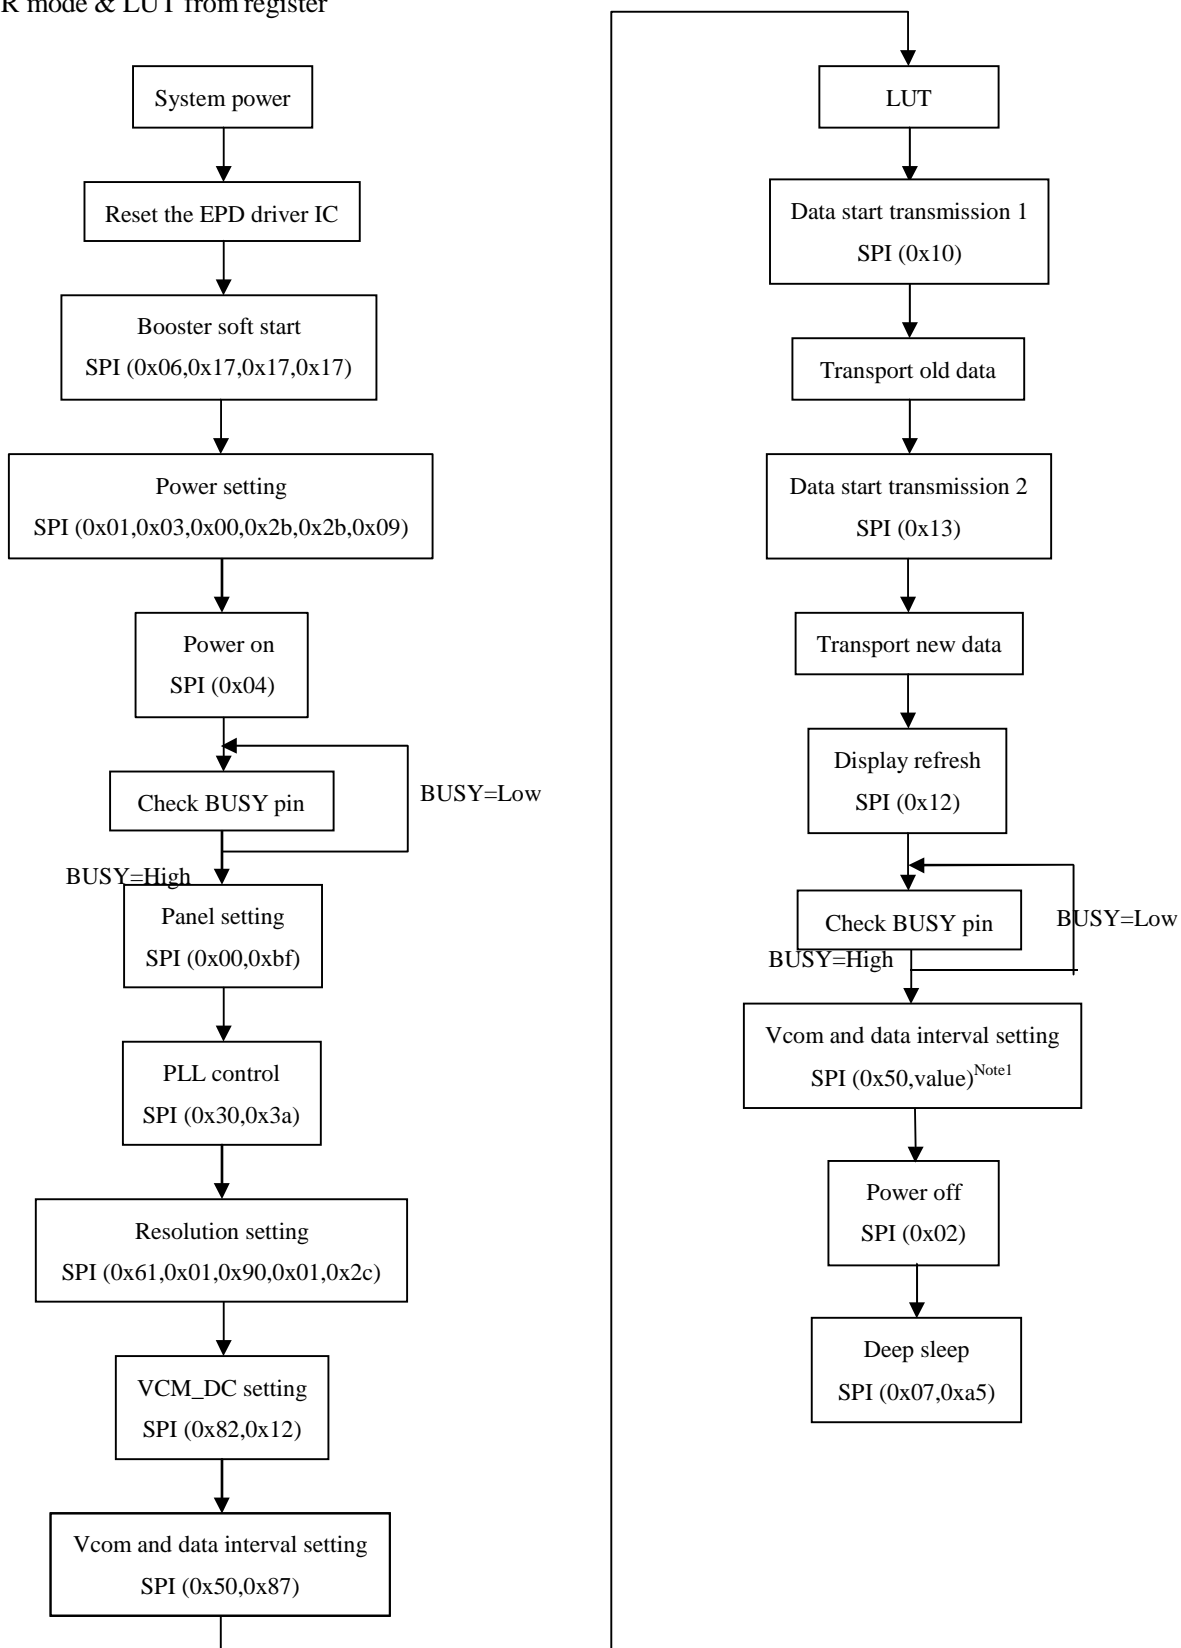 R mode & LUT from register
System power
Reset the EPD driver IC
Booster soft start
SPI (0x06,0x17,0x17,0x17)
Power setting
SPI (0x01,0x03,0x00,0x2b,0x2b,0x09)
Power on
SPI (0x04)
Check BUSY pin
BUSY=Low
BUSY=High
Panel setting
SPI (0x00,0xbf)
PLL control
SPI (0x30,0x3a)
Resolution setting
SPI (0x61,0x01,0x90,0x01,0x2c)
VCM_DC setting
SPI (0x82,0x12)
Vcom and data interval setting
SPI (0x50,0x87)
LUT
Data start transmission 1
SPI (0x10)
Transport old data
Data start transmission 2
SPI (0x13)
Transport new data
Display refresh
SPI (0x12)
Check BUSY pin
BUSY=Low
BUSY=High
Vcom and data interval setting
SPI (0x50,value)Note1
Power off
SPI (0x02)
Deep sleep
SPI (0x07,0xa5)